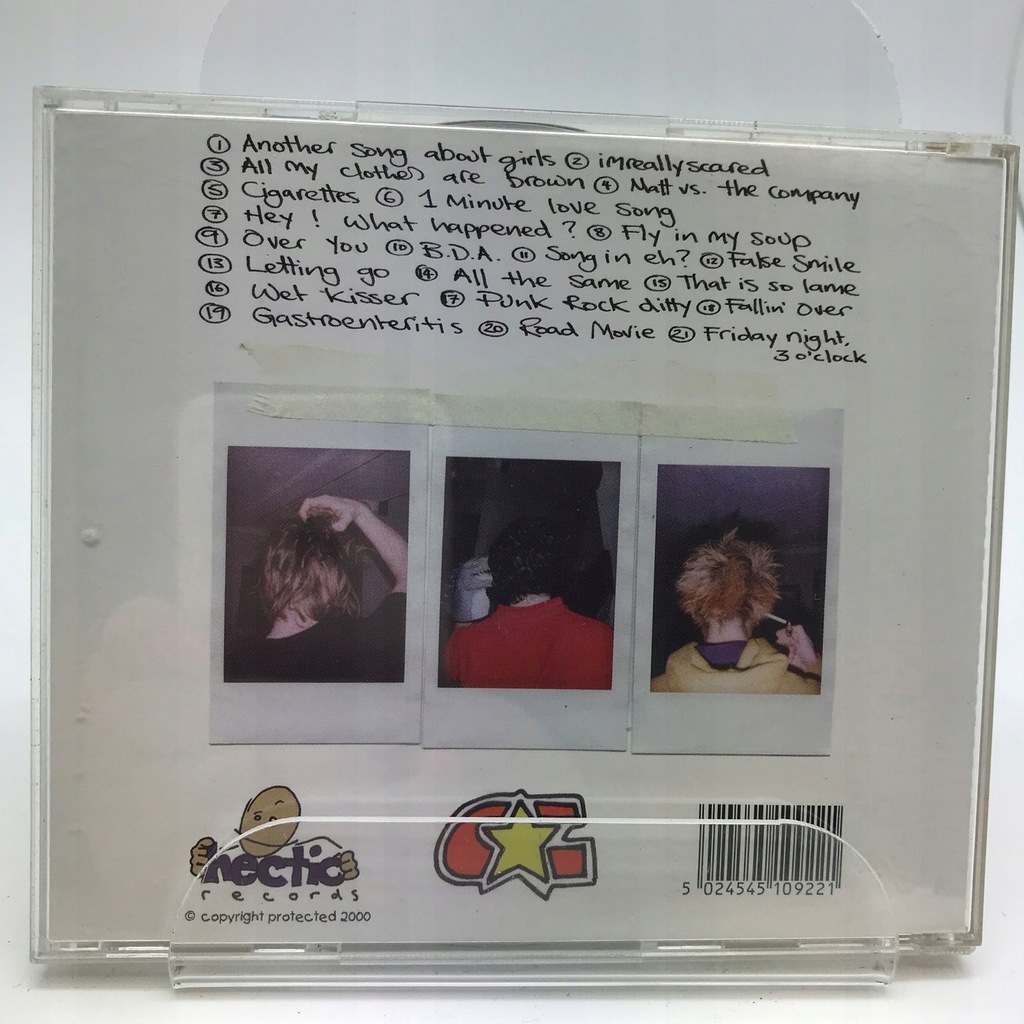 ① Another song about girls ② imreallyscared
③ All my clothes are brown ④ Matt vs. the company
⑤ Cigarettes ⑥ 1 Minute love song
⑦ Hey! What happened? ⑧ Fly in my soup
⑨ Over you ⑩ B.D.A. ⑪ Song in eh? ⑫ False Smile
⑬ Letting go ⑭ All the same ⑮ That is so lame
⑯ Wet Kisser ⑰ Punk Rock ditty ⑱ Fallin' Over
⑲ Gastroenteritis ⑳ Road Movie ㉑ Friday night,
3 o'clock
hectic
records
© copyright protected 2000
5 024545 109221